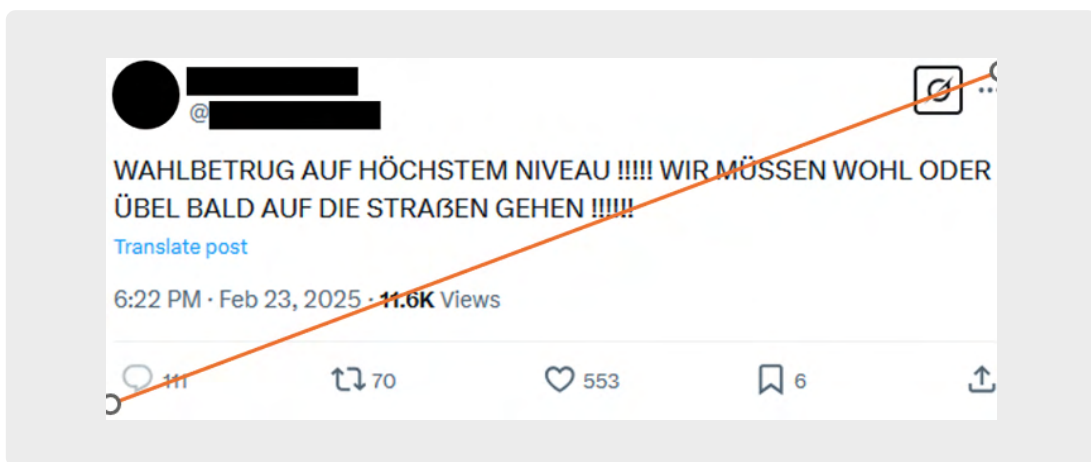 @
WAHLBETRUG AUF HÖCHSTEM NIVEAU !!!!! WIR MÜSSEN WOHL ODER
ÜBEL BALD AUF DIE STRAßEN GEHEN !!!!!!
Translate post
6:22 PM · Feb 23, 2025 · 11.6K Views
111 70 553 6